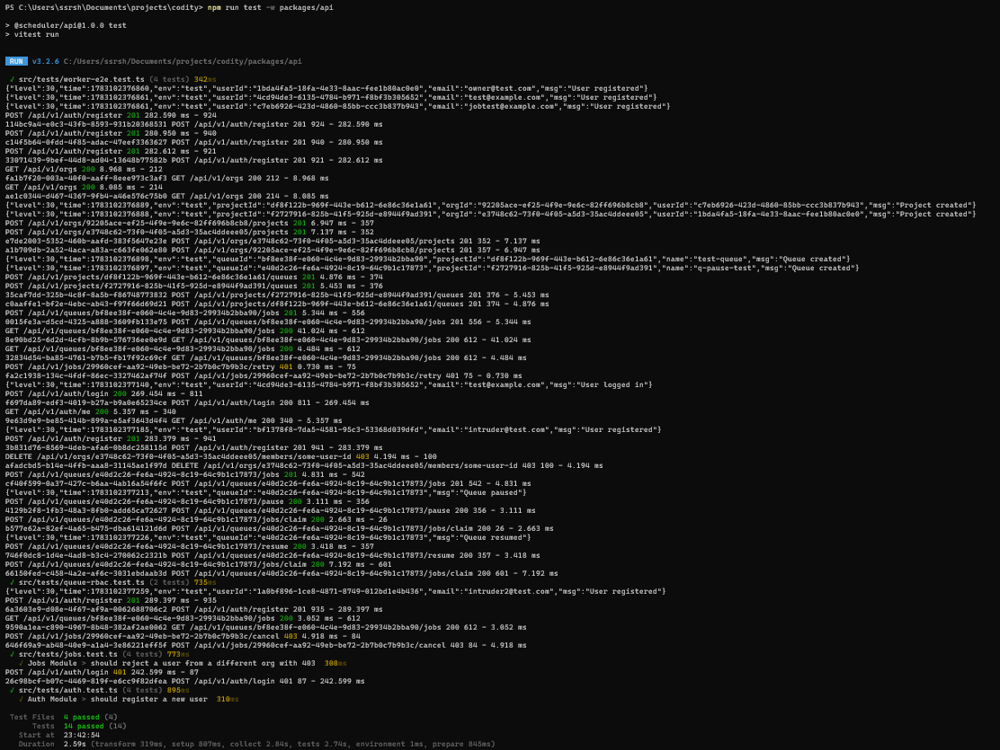 PS C:\Users\ssrsh\Documents\projects\codity> npm run test -w packages/api
> @scheduler/api@1.0.0 test
> vitest run
RUN v3.2.6 C:/Users/ssrsh/Documents/projects/codity/packages/api
✓ src/tests/worker-e2e.test.ts (4 tests) 342ms
{"level":30,"time":1783102376860,"env":"test","userId":"1bda4fa5-18fa-4e33-8aac-fee1b80ac0e0","email":"owner@test.com","msg":"User registered"}
{"level":30,"time":1783102376861,"env":"test","userId":"4cd94de3-6135-4784-b971-f8bf3b305652","email":"test@example.com","msg":"User registered"}
{"level":30,"time":1783102376861,"env":"test","userId":"c7eb6926-423d-4860-85bb-ccc3b837b943","email":"jobtest@example.com","msg":"User registered"}
POST /api/v1/auth/register 201 282.590 ms - 924
114bc9a4-e0c3-43fb-8593-931b20368531 POST /api/v1/auth/register 201 924 - 282.590 ms
POST /api/v1/auth/register 201 280.950 ms - 940
c14f5b64-0fdd-4f85-adac-47eef3363627 POST /api/v1/auth/register 201 940 - 280.950 ms
POST /api/v1/auth/register 201 282.612 ms - 921
33071439-9bef-44d8-ad04-13648b77582b POST /api/v1/auth/register 201 921 - 282.612 ms
GET /api/v1/orgs 200 8.968 ms - 212
fa1b7f20-003a-40f0-aaff-8eee973c3af3 GET /api/v1/orgs 200 212 - 8.968 ms
GET /api/v1/orgs 200 8.085 ms - 214
ae1c0344-d467-4367-9fb4-a46e576c75b0 GET /api/v1/orgs 200 214 - 8.085 ms
{"level":30,"time":1783102376889,"env":"test","projectId":"df8f122b-969f-443e-b612-6e86c36e1a61","orgId":"92205ace-ef25-4f9e-9e6c-82ff696b8cb8","userId":"c7eb6926-423d-4860-85bb-ccc3b837b943","msg":"Project created"}
{"level":30,"time":1783102376888,"env":"test","projectId":"f2727916-825b-41f5-925d-e8944f9ad391","orgId":"e3748c62-73f0-4f05-a5d3-35ac4ddeee05","userId":"1bda4fa5-18fa-4e33-8aac-fee1b80ac0e0","msg":"Project created"}
POST /api/v1/orgs/92205ace-ef25-4f9e-9e6c-82ff696b8cb8/projects 201 6.947 ms - 357
POST /api/v1/orgs/e3748c62-73f0-4f05-a5d3-35ac4ddeee05/projects 201 7.137 ms - 352
e7de2003-5352-460b-aafd-383f5647e23e POST /api/v1/orgs/e3748c62-73f0-4f05-a5d3-35ac4ddeee05/projects 201 352 - 7.137 ms
a1b709db-2a52-4aca-a83a-c663fe062e80 POST /api/v1/orgs/92205ace-ef25-4f9e-9e6c-82ff696b8cb8/projects 201 357 - 6.947 ms
{"level":30,"time":1783102376898,"env":"test","queueId":"bf8ee38f-e060-4c4e-9d83-29934b2bba90","projectId":"df8f122b-969f-443e-b612-6e86c36e1a61","name":"test-queue","msg":"Queue created"}
{"level":30,"time":1783102376897,"env":"test","queueId":"e40d2c26-fe6a-4924-8c19-64c9b1c17873","projectId":"f2727916-825b-41f5-925d-e8944f9ad391","name":"q-pause-test","msg":"Queue created"}
POST /api/v1/projects/df8f122b-969f-443e-b612-6e86c36e1a61/queues 201 4.876 ms - 374
POST /api/v1/projects/f2727916-825b-41f5-925d-e8944f9ad391/queues 201 5.453 ms - 376
35caf7dd-325b-4c8f-8a5b-f86748773832 POST /api/v1/projects/f2727916-825b-41f5-925d-e8944f9ad391/queues 201 376 - 5.453 ms
c0aaffe1-bf2e-4ebc-ab43-f97f66d69d21 POST /api/v1/projects/df8f122b-969f-443e-b612-6e86c36e1a61/queues 201 374 - 4.876 ms
POST /api/v1/queues/bf8ee38f-e060-4c4e-9d83-29934b2bba90/jobs 201 5.344 ms - 556
0015fe3a-d5cd-4325-a888-3609fb133e75 POST /api/v1/queues/bf8ee38f-e060-4c4e-9d83-29934b2bba90/jobs 201 556 - 5.344 ms
GET /api/v1/queues/bf8ee38f-e060-4c4e-9d83-29934b2bba90/jobs 200 41.024 ms - 612
8e90bd25-6d2d-4cfb-8b9b-576736ee0e9d GET /api/v1/queues/bf8ee38f-e060-4c4e-9d83-29934b2bba90/jobs 200 612 - 41.024 ms
GET /api/v1/queues/bf8ee38f-e060-4c4e-9d83-29934b2bba90/jobs 200 4.484 ms - 612
32834d54-ba85-4761-b7b5-fb17f92c69cf GET /api/v1/queues/bf8ee38f-e060-4c4e-9d83-29934b2bba90/jobs 200 612 - 4.484 ms
POST /api/v1/jobs/29960cef-aa92-49eb-be72-2b7b0c7b9b3c/retry 401 0.730 ms - 75
fa2c1938-134c-4fdf-86ec-3327462af74f POST /api/v1/jobs/29960cef-aa92-49eb-be72-2b7b0c7b9b3c/retry 401 75 - 0.730 ms
{"level":30,"time":1783102377140,"env":"test","userId":"4cd94de3-6135-4784-b971-f8bf3b305652","email":"test@example.com","msg":"User logged in"}
POST /api/v1/auth/login 200 269.454 ms - 811
f697da89-edf3-4019-b27a-b9a0e65234ce POST /api/v1/auth/login 200 811 - 269.454 ms
GET /api/v1/auth/me 200 5.357 ms - 340
9e63d9e9-be85-414b-899a-e5af3643d4f4 GET /api/v1/auth/me 200 340 - 5.357 ms
{"level":30,"time":1783102377185,"env":"test","userId":"bf1378f8-7da5-4581-95c3-53368d039dfd","email":"intruder@test.com","msg":"User registered"}
POST /api/v1/auth/register 201 283.379 ms - 941
3b831d76-8569-4deb-afa6-0b8dc258115d POST /api/v1/auth/register 201 941 - 283.379 ms
DELETE /api/v1/orgs/e3748c62-73f0-4f05-a5d3-35ac4ddeee05/members/some-user-id 403 4.194 ms - 100
afadcbd5-b14e-4ffb-aaa8-31145ae1f97d DELETE /api/v1/orgs/e3748c62-73f0-4f05-a5d3-35ac4ddeee05/members/some-user-id 403 100 - 4.194 ms
POST /api/v1/queues/e40d2c26-fe6a-4924-8c19-64c9b1c17873/jobs 201 4.831 ms - 542
cf40f599-0a37-427c-b6aa-4ab16a54f6fc POST /api/v1/queues/e40d2c26-fe6a-4924-8c19-64c9b1c17873/jobs 201 542 - 4.831 ms
{"level":30,"time":1783102377213,"env":"test","queueId":"e40d2c26-fe6a-4924-8c19-64c9b1c17873","msg":"Queue paused"}
POST /api/v1/queues/e40d2c26-fe6a-4924-8c19-64c9b1c17873/pause 200 3.111 ms - 356
4129b2f8-1fb3-48a3-8fb0-add65ca72627 POST /api/v1/queues/e40d2c26-fe6a-4924-8c19-64c9b1c17873/pause 200 356 - 3.111 ms
POST /api/v1/queues/e40d2c26-fe6a-4924-8c19-64c9b1c17873/jobs/claim 200 2.663 ms - 26
b577e62a-82ef-4a65-b475-dba614121d6d POST /api/v1/queues/e40d2c26-fe6a-4924-8c19-64c9b1c17873/jobs/claim 200 26 - 2.663 ms
{"level":30,"time":1783102377226,"env":"test","queueId":"e40d2c26-fe6a-4924-8c19-64c9b1c17873","msg":"Queue resumed"}
POST /api/v1/queues/e40d2c26-fe6a-4924-8c19-64c9b1c17873/resume 200 3.418 ms - 357
746f0dc8-1d4e-4ad8-b3c4-270062c2321b POST /api/v1/queues/e40d2c26-fe6a-4924-8c19-64c9b1c17873/resume 200 357 - 3.418 ms
POST /api/v1/queues/e40d2c26-fe6a-4924-8c19-64c9b1c17873/jobs/claim 200 7.192 ms - 601
66150fed-c458-4a2e-af6c-3031ebdaab3d POST /api/v1/queues/e40d2c26-fe6a-4924-8c19-64c9b1c17873/jobs/claim 200 601 - 7.192 ms
✓ src/tests/queue-rbac.test.ts (2 tests) 735ms
{"level":30,"time":1783102377259,"env":"test","userId":"1a0bf896-1ce8-4871-8749-012bd1e4b436","email":"intruder2@test.com","msg":"User registered"}
POST /api/v1/auth/register 201 289.397 ms - 935
6a3603e9-d08e-4f67-af9a-0062688706c2 POST /api/v1/auth/register 201 935 - 289.397 ms
GET /api/v1/queues/bf8ee38f-e060-4c4e-9d83-29934b2bba90/jobs 200 3.052 ms - 612
9590a1ea-c890-4967-8b48-382af2ae0062 GET /api/v1/queues/bf8ee38f-e060-4c4e-9d83-29934b2bba90/jobs 200 612 - 3.052 ms
POST /api/v1/jobs/29960cef-aa92-49eb-be72-2b7b0c7b9b3c/cancel 403 4.918 ms - 84
646f69a9-ab48-40e9-a1a4-3e86221eff5f POST /api/v1/jobs/29960cef-aa92-49eb-be72-2b7b0c7b9b3c/cancel 403 84 - 4.918 ms
✓ src/tests/jobs.test.ts (4 tests) 773ms
✓ Jobs Module > should reject a user from a different org with 403 308ms
POST /api/v1/auth/login 401 242.599 ms - 87
26c98bcf-b07c-4469-819f-e6cc9f82dfea POST /api/v1/auth/login 401 87 - 242.599 ms
✓ src/tests/auth.test.ts (4 tests) 895ms
✓ Auth Module > should register a new user 310ms
Test Files 4 passed (4)
Tests 14 passed (14)
Start at 23:42:54
Duration 2.59s (transform 319ms, setup 807ms, collect 2.84s, tests 2.74s, environment 1ms, prepare 845ms)